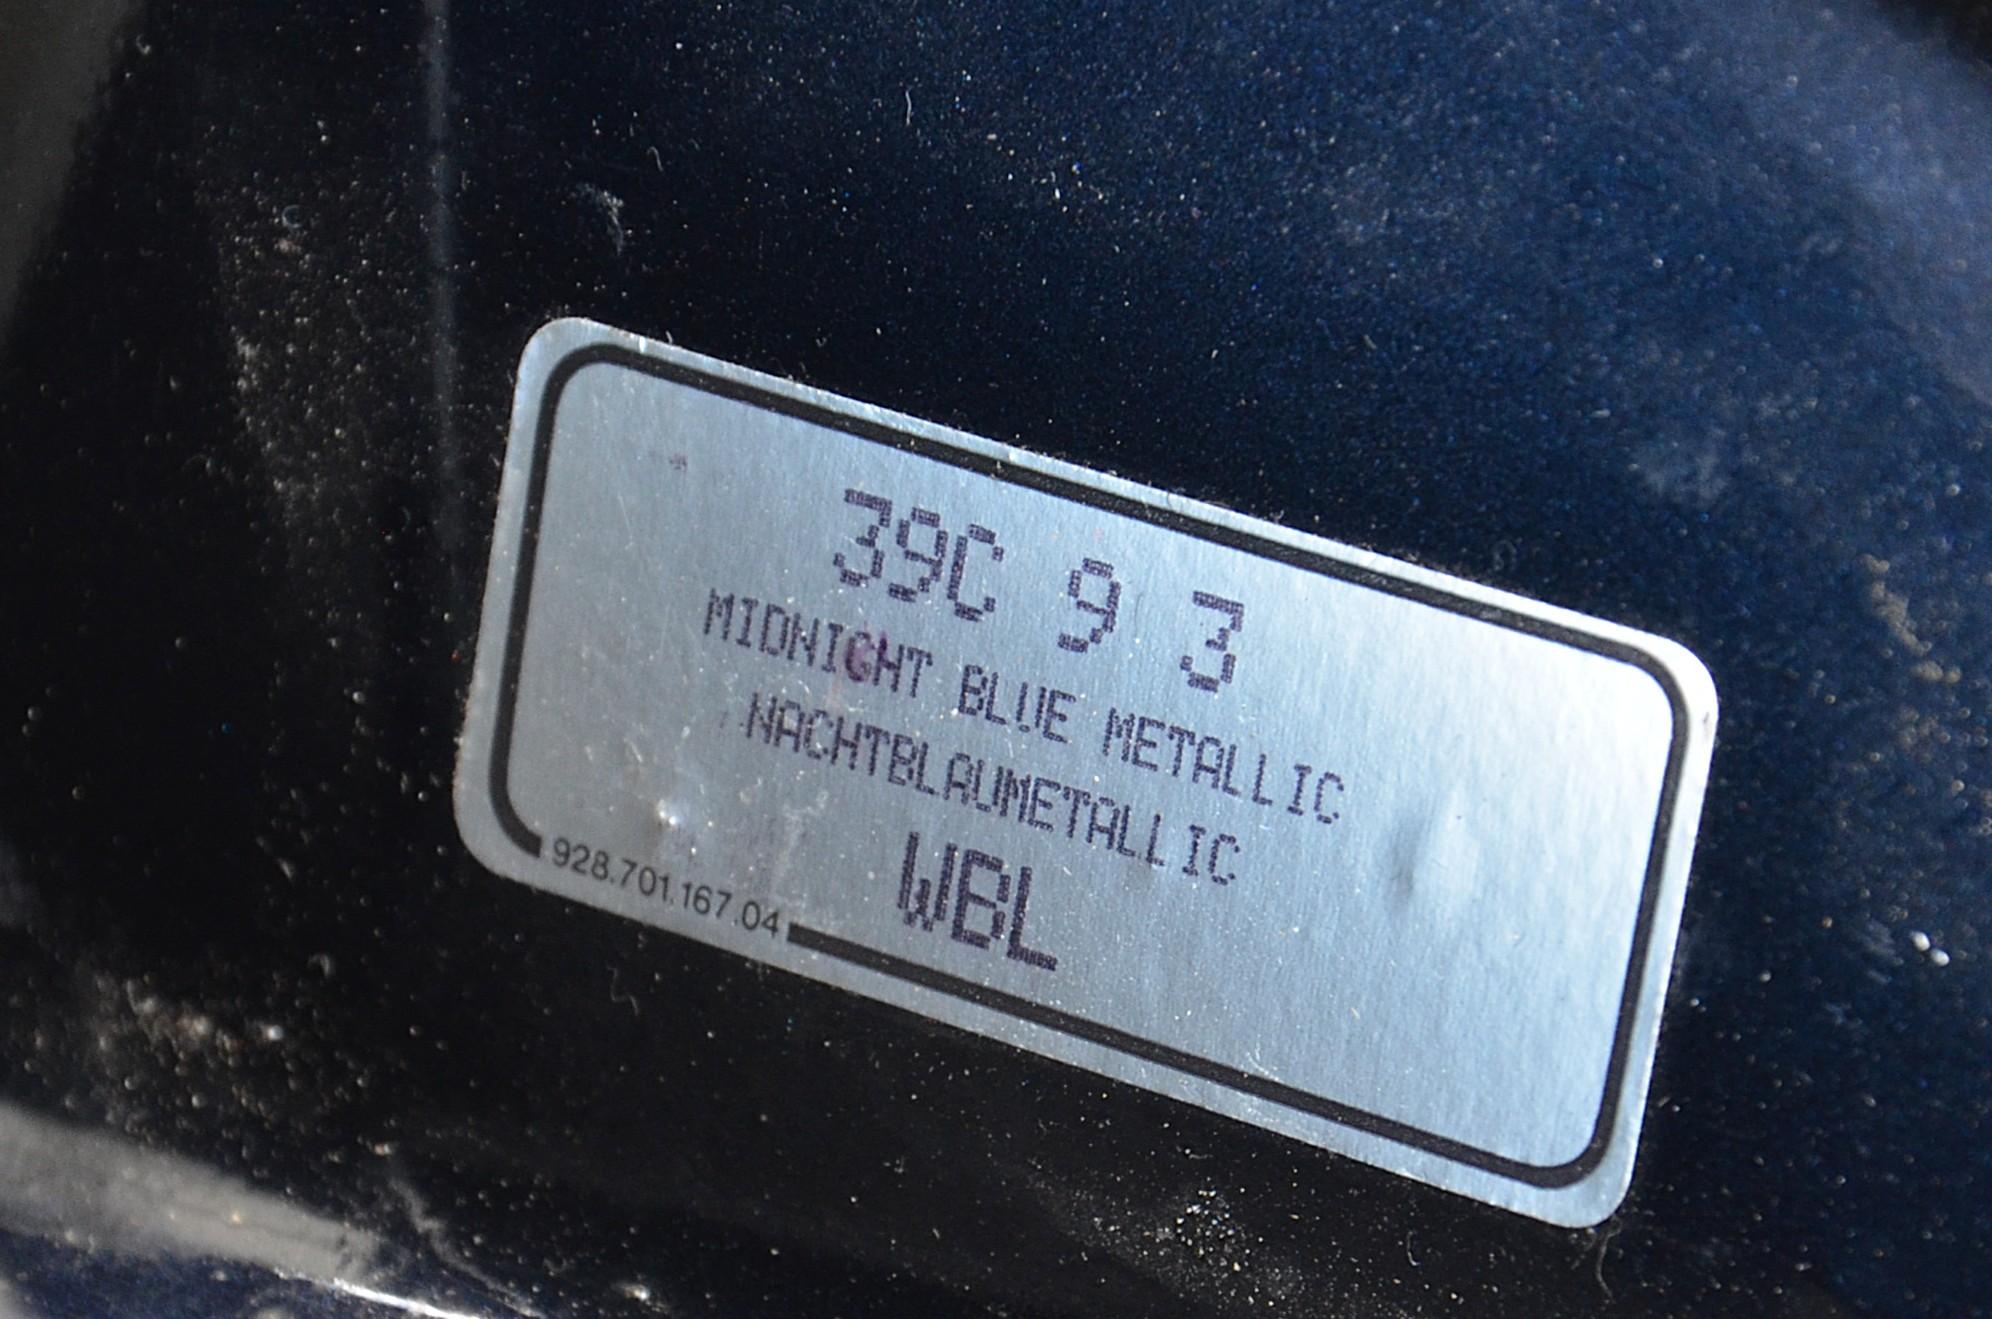 39C 9 3
MIDNIGHT BLUE METALLIC
NACHTBLAUMETALLIC
WBL
928.701.167.04